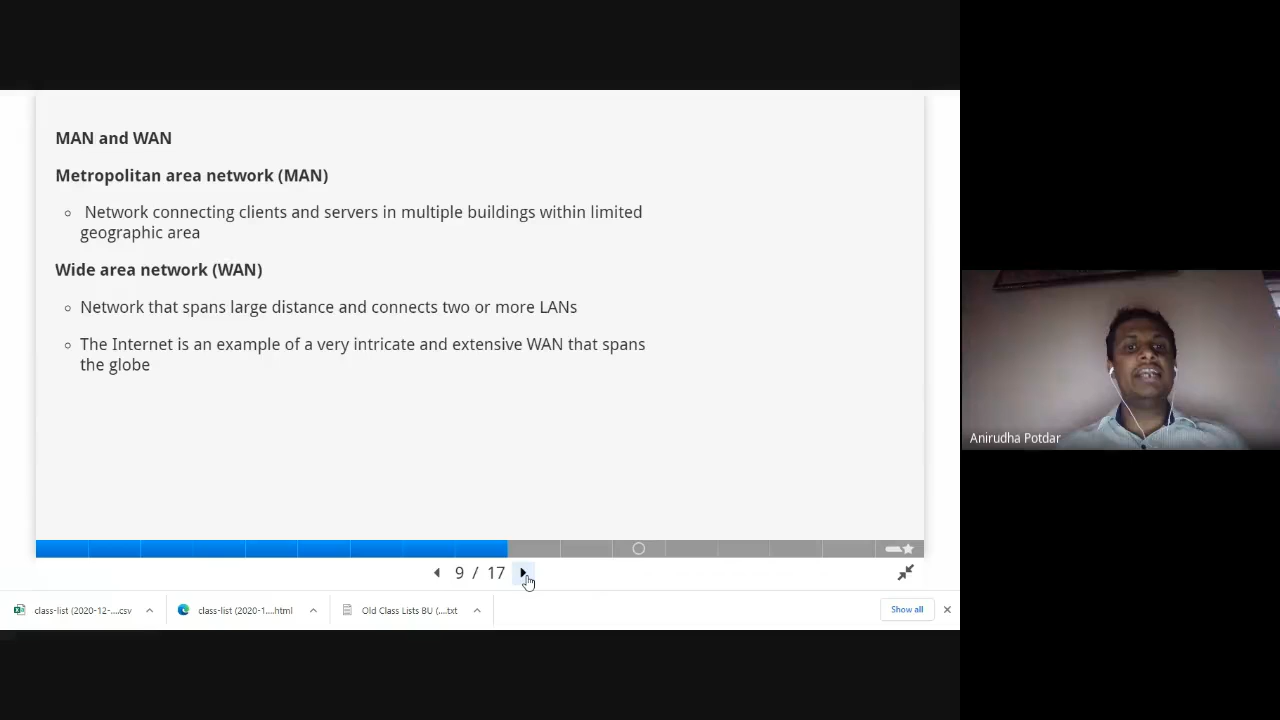 MAN and WAN
Metropolitan area network (MAN)
Network connecting clients and servers in multiple buildings within limited
geographic area
Wide area network (WAN)
Network that spans large distance and connects two or more LANs
The Internet is an example of a very intricate and extensive WAN that spans
the globe
9 / 17
class-list (2020-12-....csv
class-list (2020-1....html
Old Class Lists BU (....txt
Show all
Anirudha Potdar